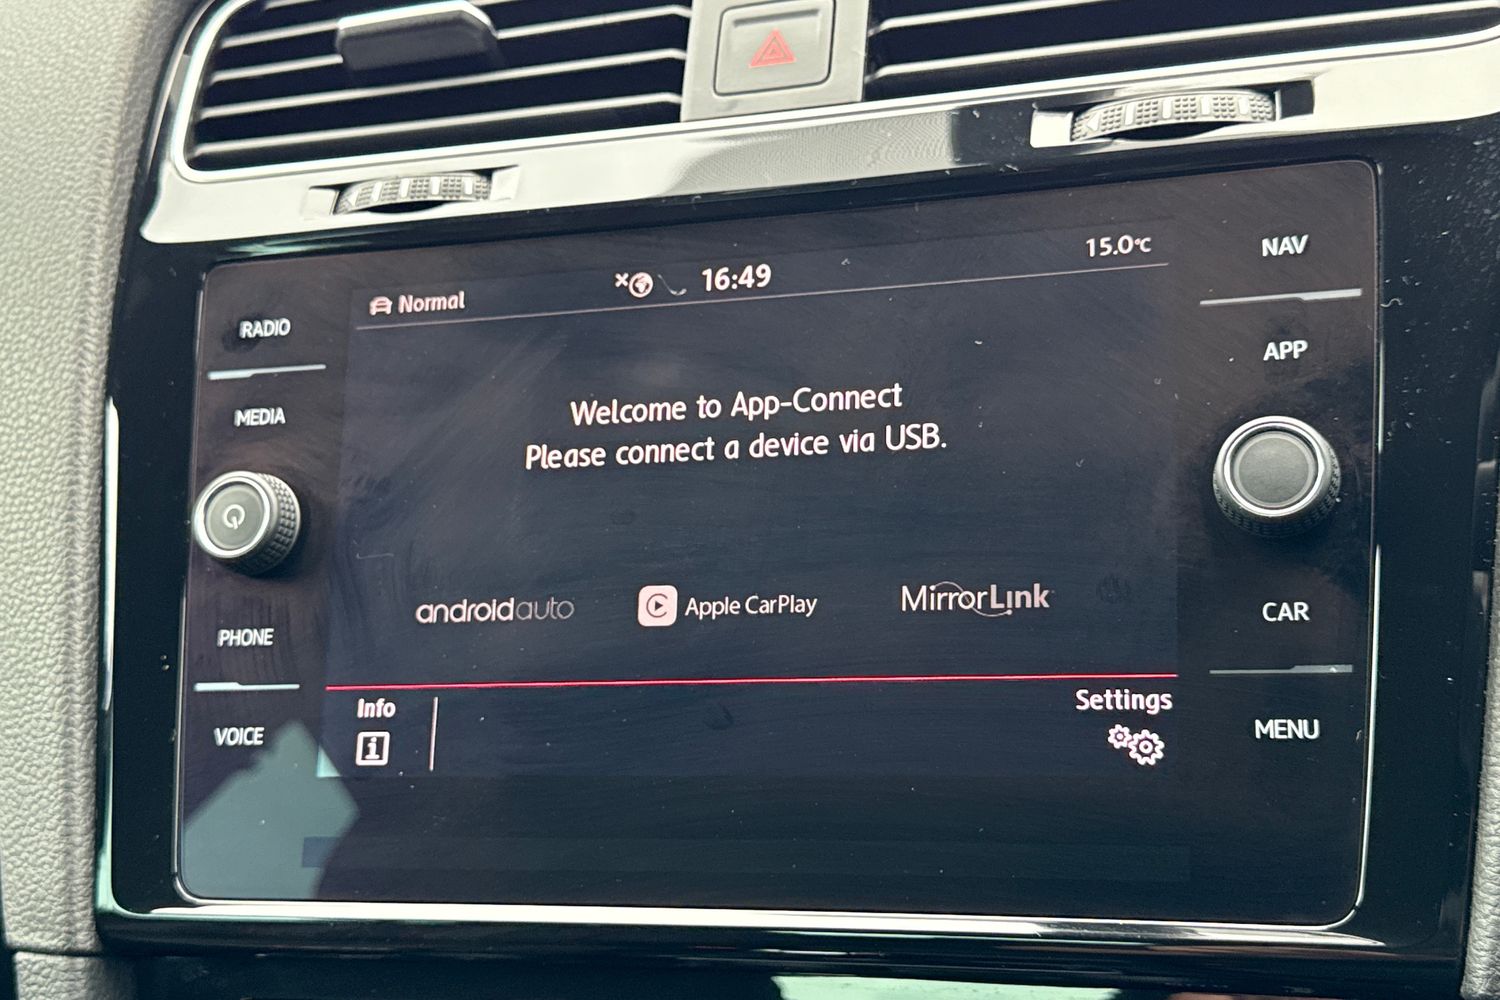 Normal
16:49
15.0°C
NAV
RADIO
APP
MEDIA
Welcome to App-Connect
Please connect a device via USB.
androidauto
Apple CarPlay
MirrorLink
PHONE
CAR
Info
Settings
VOICE
MENU